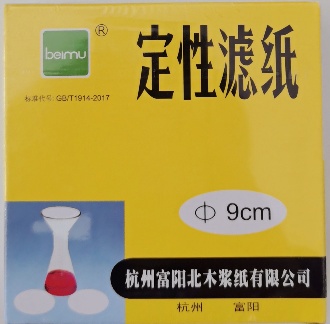 beimu ®
定性滤纸
标准代号: GB/T1914-2017
Φ 9cm
杭州富阳北木浆纸有限公司
杭州 富阳